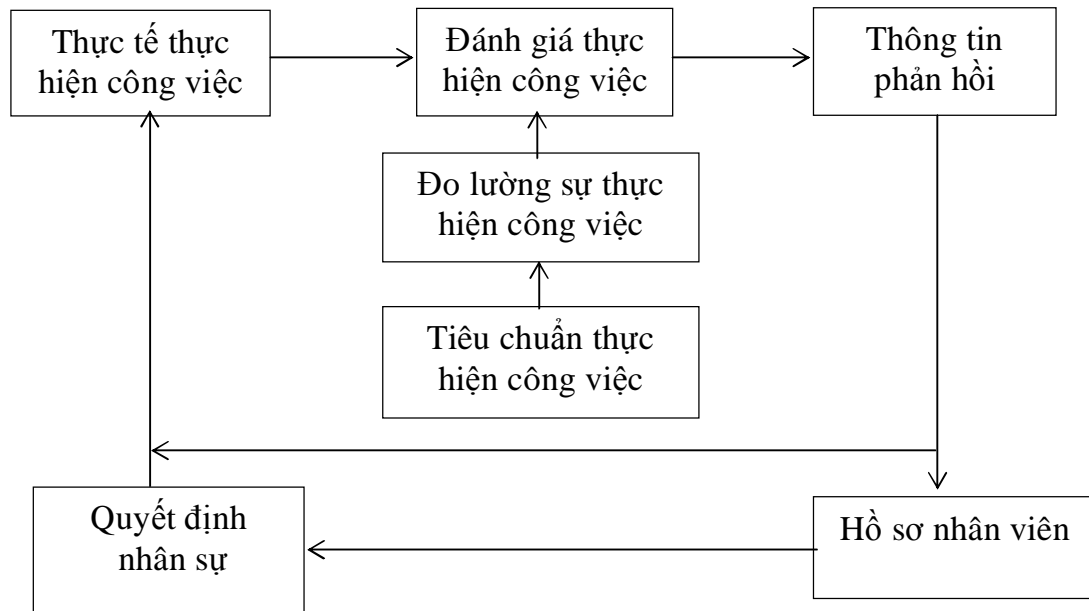 Thực tế thực
hiện công việc
Đánh giá thực
hiện công việc
Thông tin
phản hồi
Đo lường sự thực
hiện công việc
Tiêu chuẩn thực
hiện công việc
Quyết định
nhân sự
Hồ sơ nhân viên